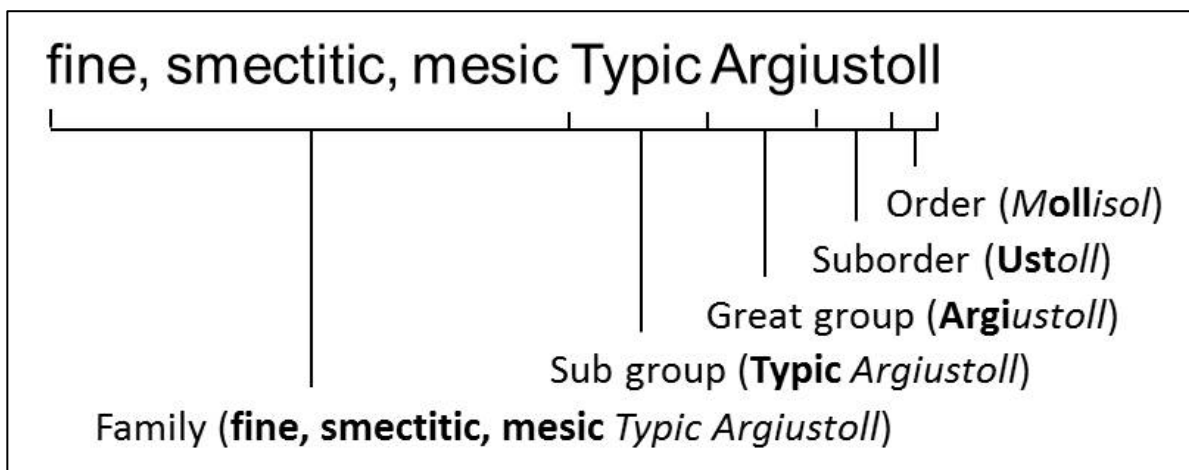 fine, smectitic, mesic Typic Argiustoll
Order (Mollisol)
Suborder (Ustoll)
Great group (Argiustoll)
Sub group (Typic Argiustoll)
Family (fine, smectitic, mesic Typic Argiustoll)